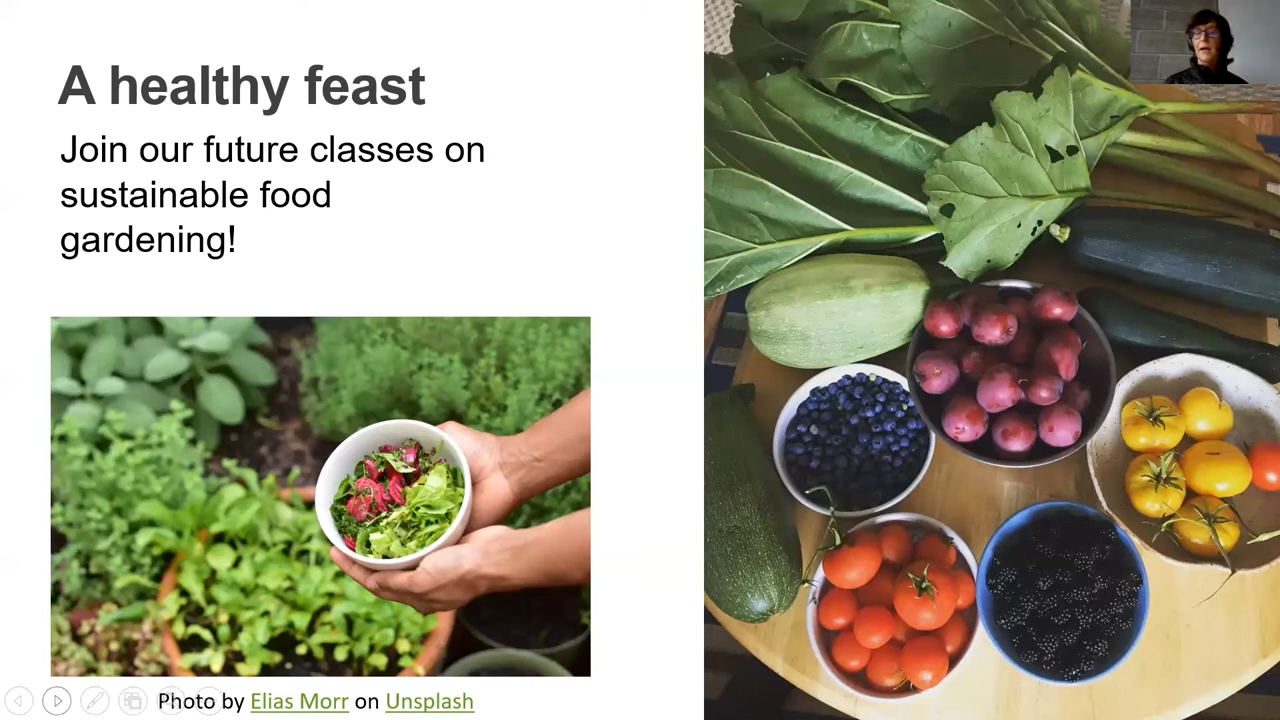 A healthy feast
Join our future classes on
sustainable food
gardening!
Photo by Elias Morr on Unsplash